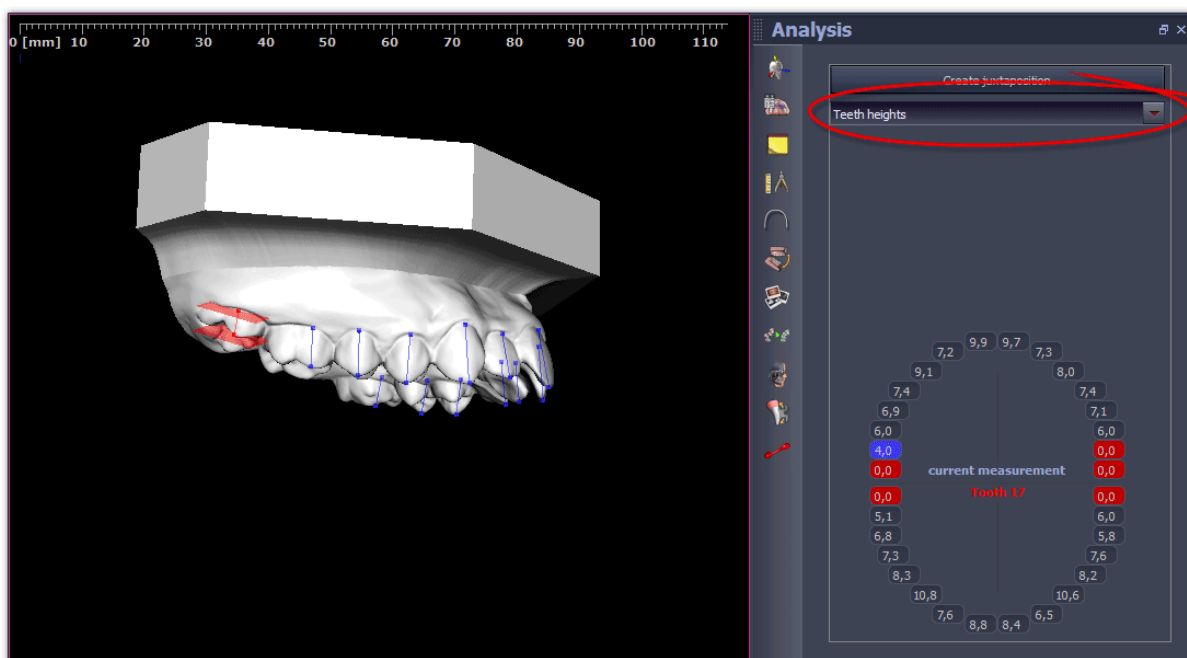 Analysis
0 [mm] 10 20 30 40 50 60 70 80 90 100 110
Create juxtaposition
Teeth heights
9,9 9,7
7,2 7,3
9,1 8,0
7,4 7,4
6,9 7,1
6,0 6,0
4,0 0,0
0,0 current measurement 0,0
0,0 Tooth 17 0,0
5,1 6,0
6,8 5,8
7,3 7,6
8,3 8,2
10,8 10,6
7,6 6,5
8,8 8,4